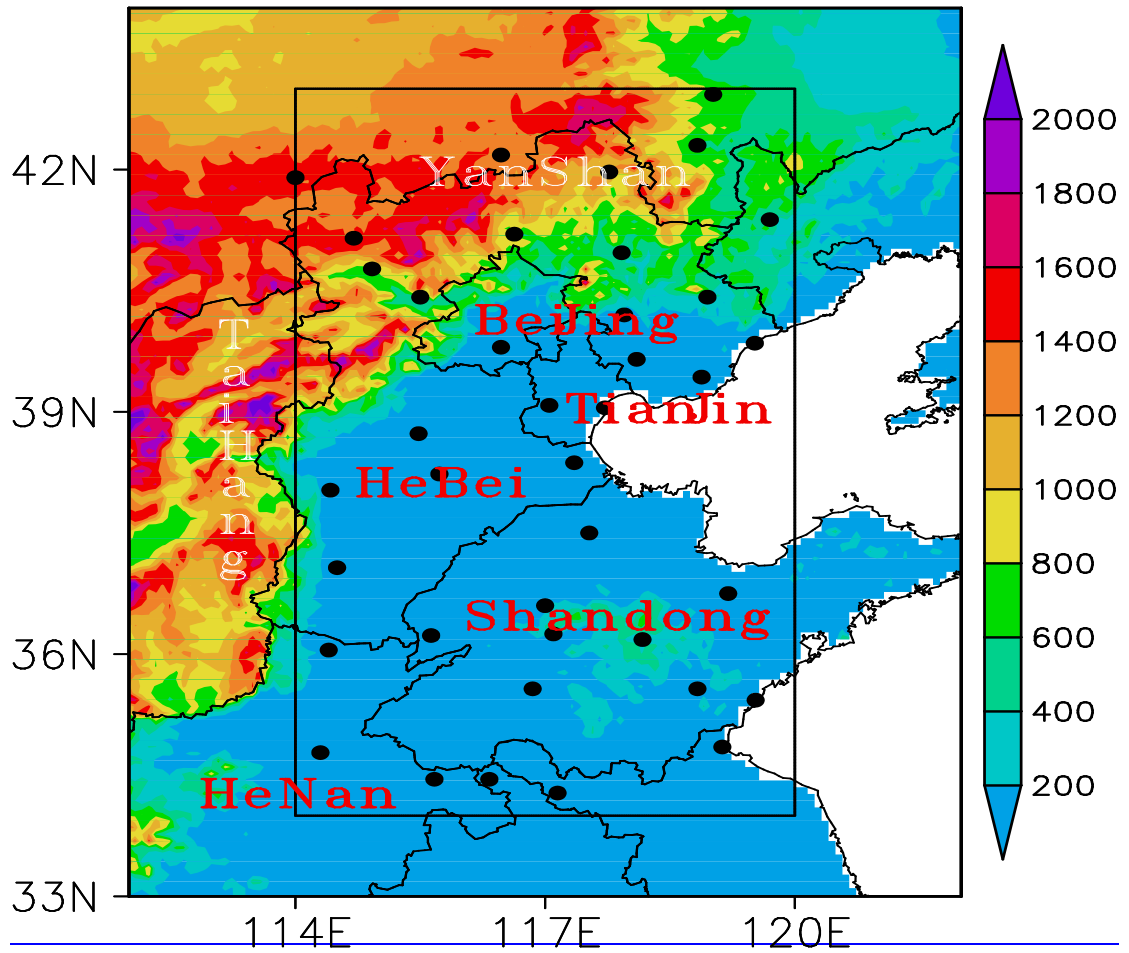 2000
1800
42N
YanShan
1600
1400
BeiJing
TaiHang
1200
39N
TianJin
1000
HeBei
800
600
Shandong
36N
400
200
HeNan
33N
114E 117E 120E